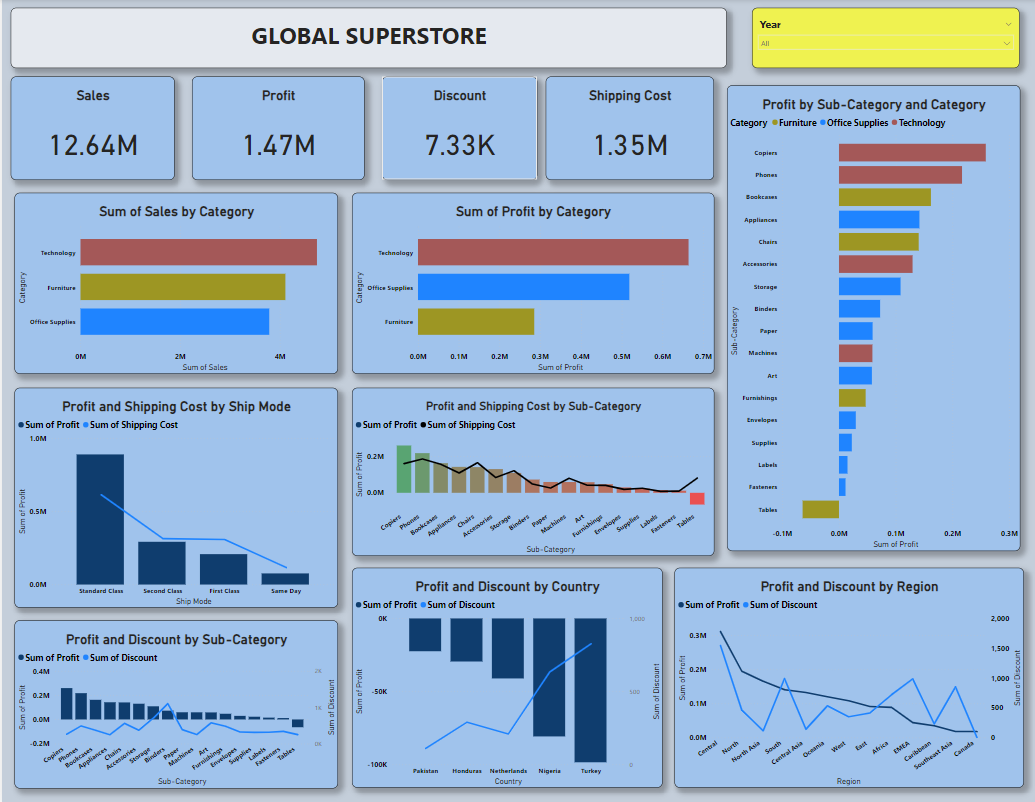 GLOBAL SUPERSTORE
Year
All
Sales
12.64M
Profit
1.47M
Discount
7.33K
Shipping Cost
1.35M
Sum of Sales by Category
Category
Technology
Furniture
Office Supplies
0M 2M 4M
Sum of Sales
Sum of Profit by Category
Category
Technology
Office Supplies
Furniture
0.0M 0.1M 0.2M 0.3M 0.4M 0.5M 0.6M 0.7M
Sum of Profit
Profit by Sub-Category and Category
Category Furniture Office Supplies Technology
Sub-Category
Copiers
Phones
Bookcases
Appliances
Chairs
Accessories
Storage
Binders
Paper
Machines
Art
Furnishings
Envelopes
Supplies
Labels
Fasteners
Tables
-0.1M 0.0M 0.1M 0.2M 0.3M
Sum of Profit
Profit and Shipping Cost by Ship Mode
Sum of Profit Sum of Shipping Cost
1.0M
0.5M
0.0M
Sum of Profit
Standard Class Second Class First Class Same Day
Ship Mode
Profit and Shipping Cost by Sub-Category
Sum of Profit Sum of Shipping Cost
0.2M
0.0M
Sum of Profit
Copiers Phones Bookcases Appliances Chairs Accessories Storage Binders Paper Machines Art Furnishings Envelopes Supplies Labels Fasteners Tables
Sub-Category
Profit and Discount by Sub-Category
Sum of Profit Sum of Discount
0.4M
0.2M
0.0M
-0.2M
Sum of Profit
2K
1K
0K
Sum of Discount
Copiers Phones Bookcases Appliances Chairs Accessories Storage Binders Paper Machines Art Furnishings Envelopes Supplies Labels Fasteners Tables
Sub-Category
Profit and Discount by Country
Sum of Profit Sum of Discount
0K
-50K
-100K
Sum of Profit
1,000
500
0
Sum of Discount
Pakistan Honduras Netherlands Nigeria Turkey
Country
Profit and Discount by Region
Sum of Profit Sum of Discount
0.3M
0.2M
0.1M
0.0M
Sum of Profit
2,000
1,500
1,000
500
0
Sum of Discount
Central North North Asia South Central Asia Oceania West East Africa EMEA Caribbean Southeast Asia Canada
Region